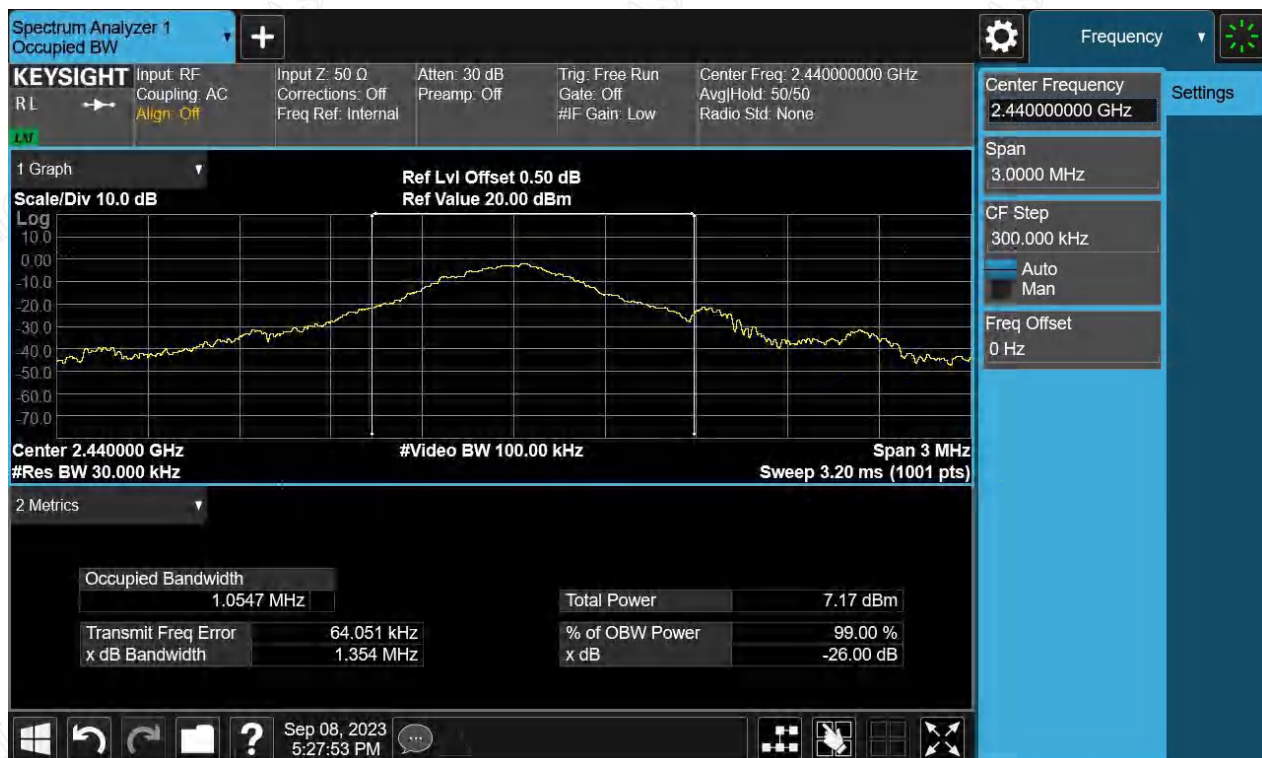 Spectrum Analyzer 1
Occupied BW
Frequency
KEYSIGHT
RL
Input: RF
Coupling: AC
Align: Off
Input Z: 50 Ω
Corrections: Off
Freq Ref: Internal
Atten: 30 dB
Preamp: Off
Trig: Free Run
Gate: Off
#IF Gain: Low
Center Freq: 2.440000000 GHz
Avg|Hold: 50/50
Radio Std: None
LXI
Center Frequency
2.440000000 GHz
Settings
Span
3.0000 MHz
CF Step
300.000 kHz
Auto
Man
Freq Offset
0 Hz
1 Graph
Scale/Div 10.0 dB
Ref Lvl Offset 0.50 dB
Ref Value 20.00 dBm
Log
10.0
0.00
-10.0
-20.0
-30.0
-40.0
-50.0
-60.0
-70.0
Center 2.440000 GHz
#Res BW 30.000 kHz
#Video BW 100.00 kHz
Span 3 MHz
Sweep 3.20 ms (1001 pts)
2 Metrics
Occupied Bandwidth
1.0547 MHz
Transmit Freq Error 64.051 kHz
x dB Bandwidth 1.354 MHz
Total Power 7.17 dBm
% of OBW Power 99.00 %
x dB -26.00 dB
?
Sep 08, 2023
5:27:53 PM